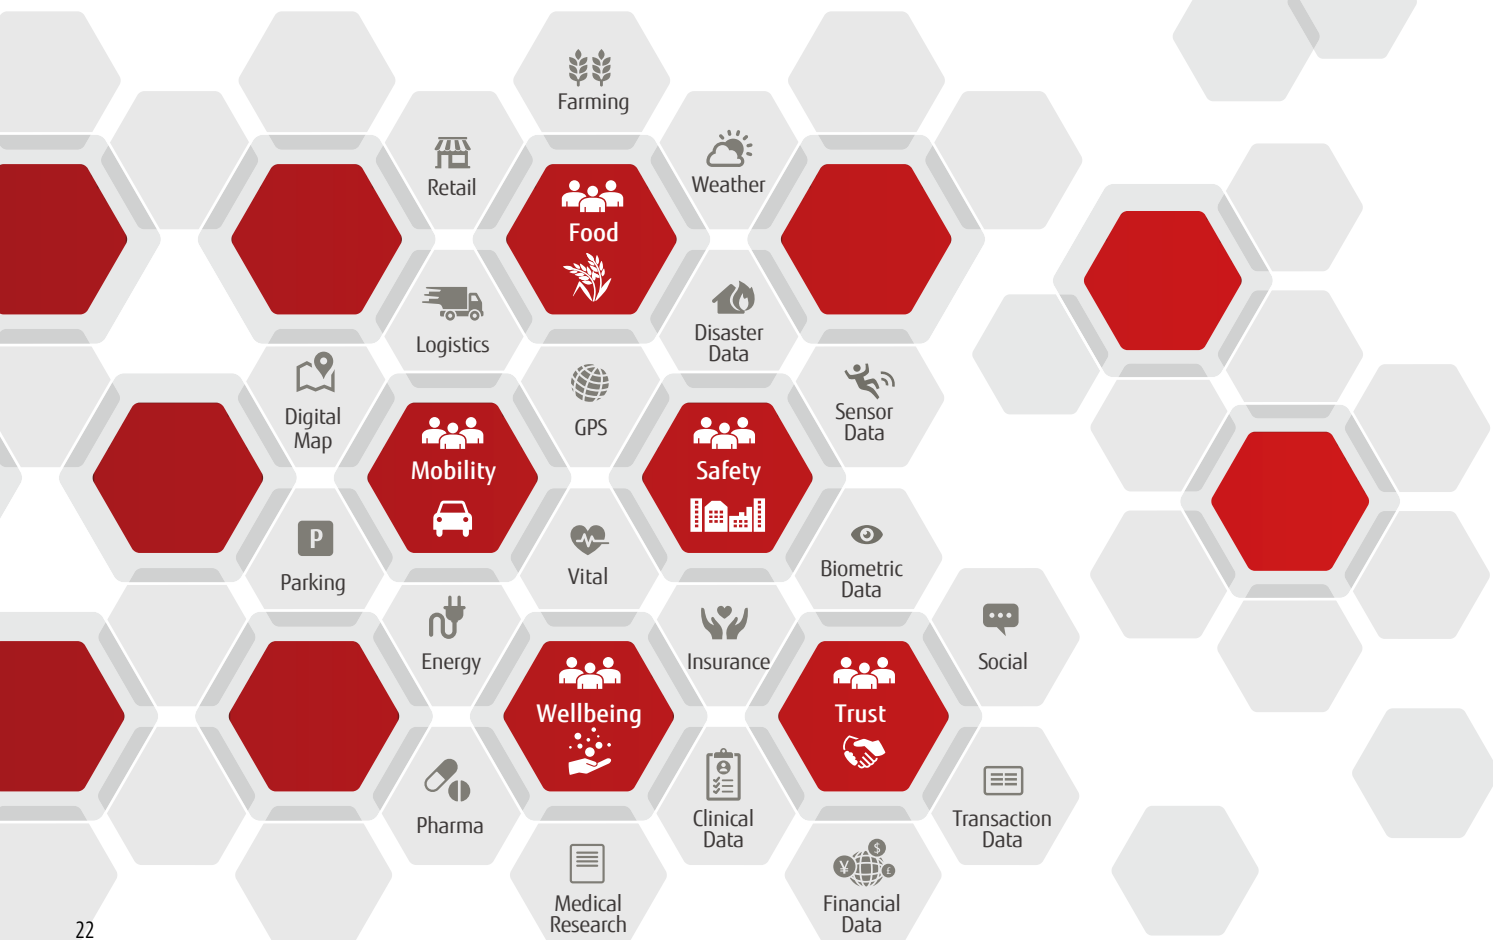 Farming
Retail
Weather
Food
Logistics
Disaster
Data
Digital
Map
GPS
Sensor
Data
Mobility
Safety
P
Parking
Vital
Biometric
Data
Energy
Insurance
Social
Wellbeing
Trust
Pharma
Clinical
Data
Transaction
Data
¥ $ £
Medical
Research
Financial
Data
22